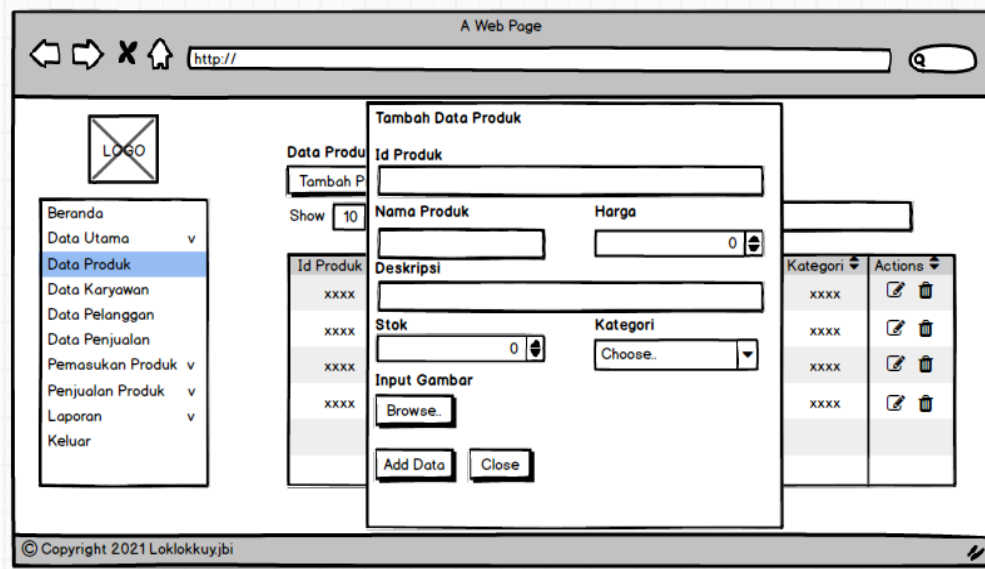 A Web Page
http://
LOGO
Beranda
Data Utama v
Data Produk
Data Karyawan
Data Pelanggan
Data Penjualan
Pemasukan Produk v
Penjualan Produk v
Laporan v
Keluar
Data Produ
Tambah P
Show 10
Id Produk Kategori Actions
xxxx xxxx
xxxx xxxx
xxxx xxxx
xxxx xxxx
Tambah Data Produk
Id Produk
Nama Produk Harga
0
Deskripsi
Stok Kategori
0 Choose..
Input Gambar
Browse..
Add Data Close
© Copyright 2021 Loklokkuy.jbi